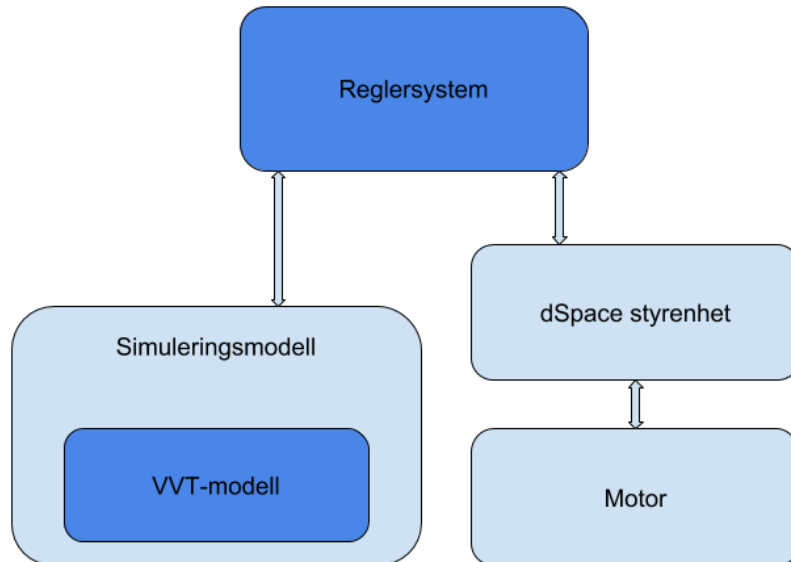 Reglersystem
dSpace styrenhet
Simuleringsmodell
VVT-modell
Motor